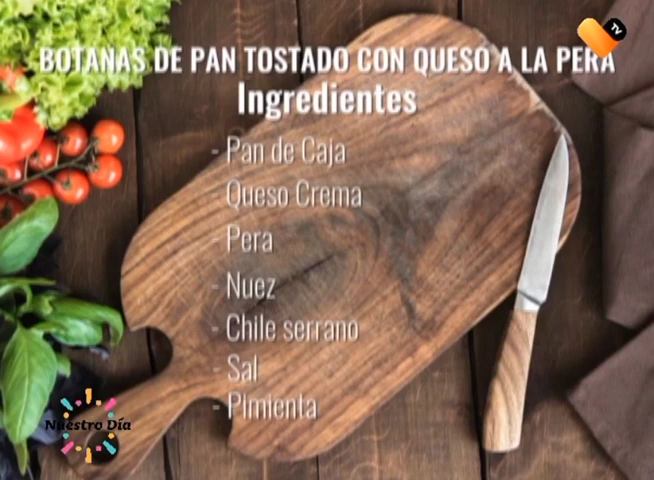 TV
BOTANAS DE PAN TOSTADO CON QUESO A LA PERA
Ingredientes
- Pan de Caja
- Queso Crema
- Pera
- Nuez
- Chile serrano
- Sal
- Pimienta
Nuestro Día